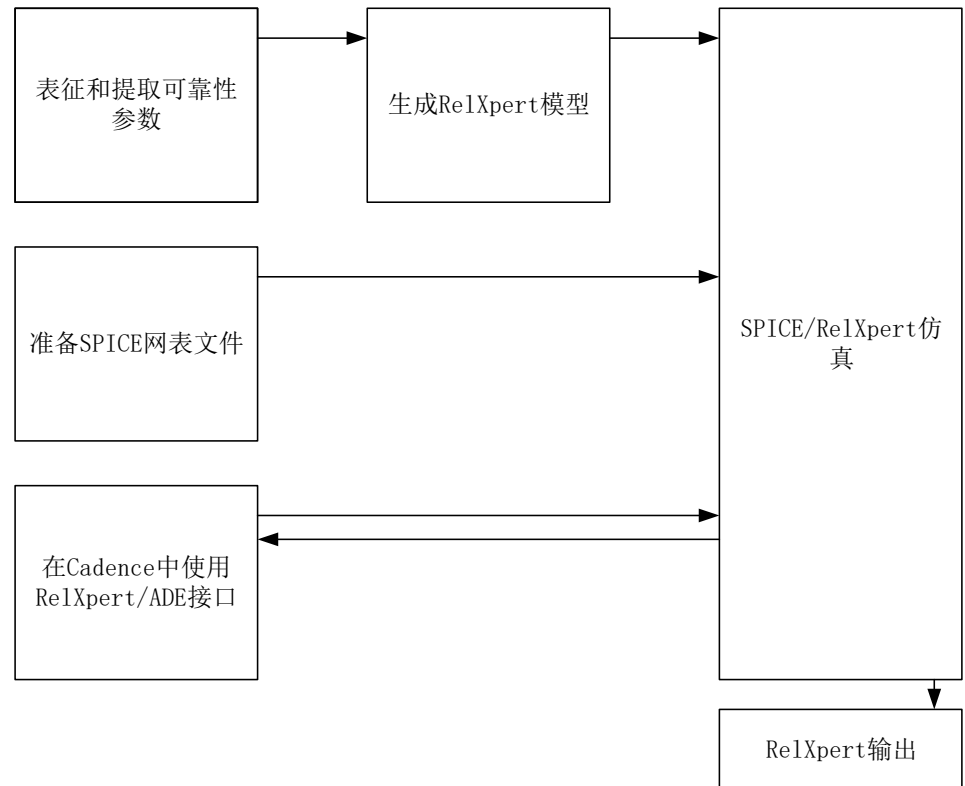 表征和提取可靠性
参数
生成RelXpert模型
准备SPICE网表文件
SPICE/RelXpert仿
真
在Cadence中使用
RelXpert/ADE接口
RelXpert输出